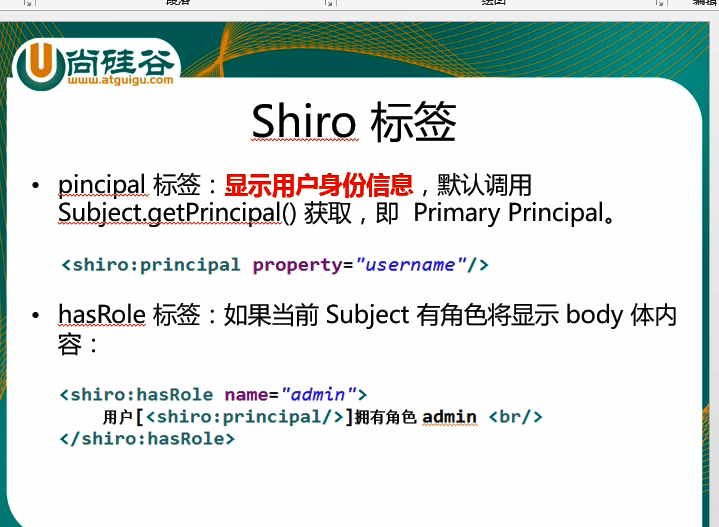 段落
绘图
编辑
尚硅谷
www.atguigu.com
Shiro 标签
• pincipal 标签：显示用户身份信息，默认调用
Subject.getPrincipal() 获取，即 Primary Principal。
<shiro:principal property="username"/>
• hasRole 标签：如果当前 Subject 有角色将显示 body 体内
容：
<shiro:hasRole name="admin">
用户[<shiro:principal/>]拥有角色 admin <br/>
</shiro:hasRole>